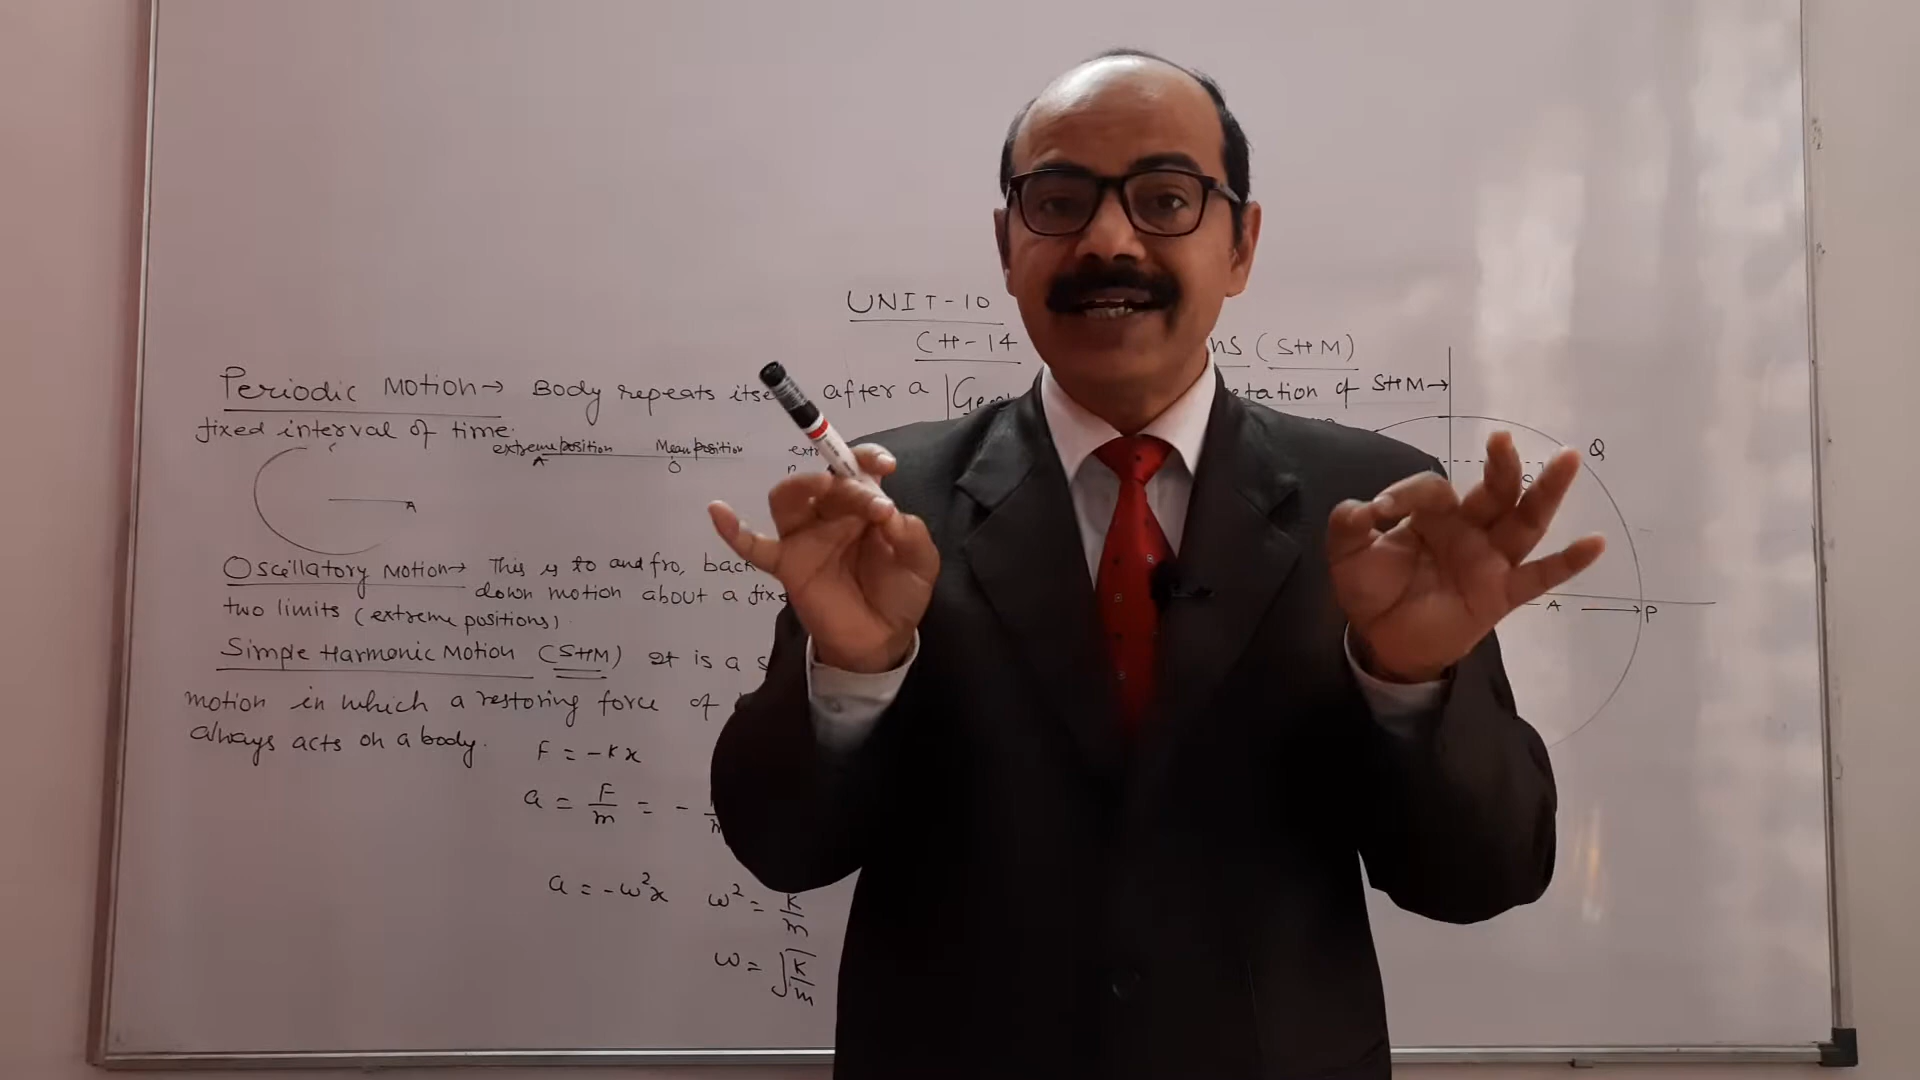 UNIT-10
CH-14 ns (SHM)
Periodic Motion→ Body repeats itse after a
fixed interval of time.
extreme position Mean position extr
A O
A
Oscillatory Motion→ This is to and fro, back
down motion about a fixe
two limits (extreme positions).
Simple Harmonic Motion (SHM) It is a s
motion in which a restoring force of
always acts on a body.
F = -kx
a = F/m = -
a = -ω²x ω² = K/m
ω = √K/m
Ge etation of SHM→
Q
A → P